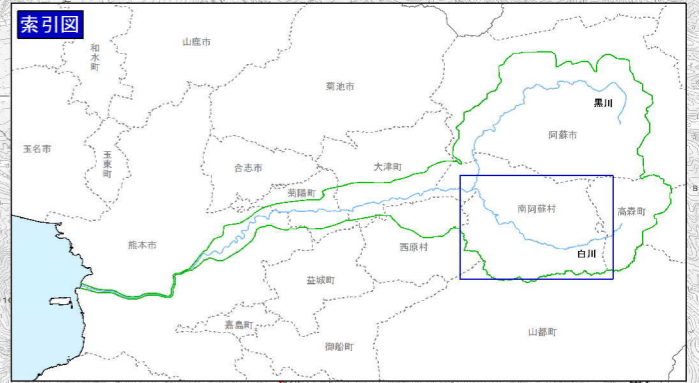 索引図
山鹿市
和水町
菊池市
黒川
阿蘇市
玉名市
玉東町
合志市
大津町
菊陽町
南阿蘇村
高森町
熊本市
西原村
白川
益城町
嘉島町
御船町
山都町